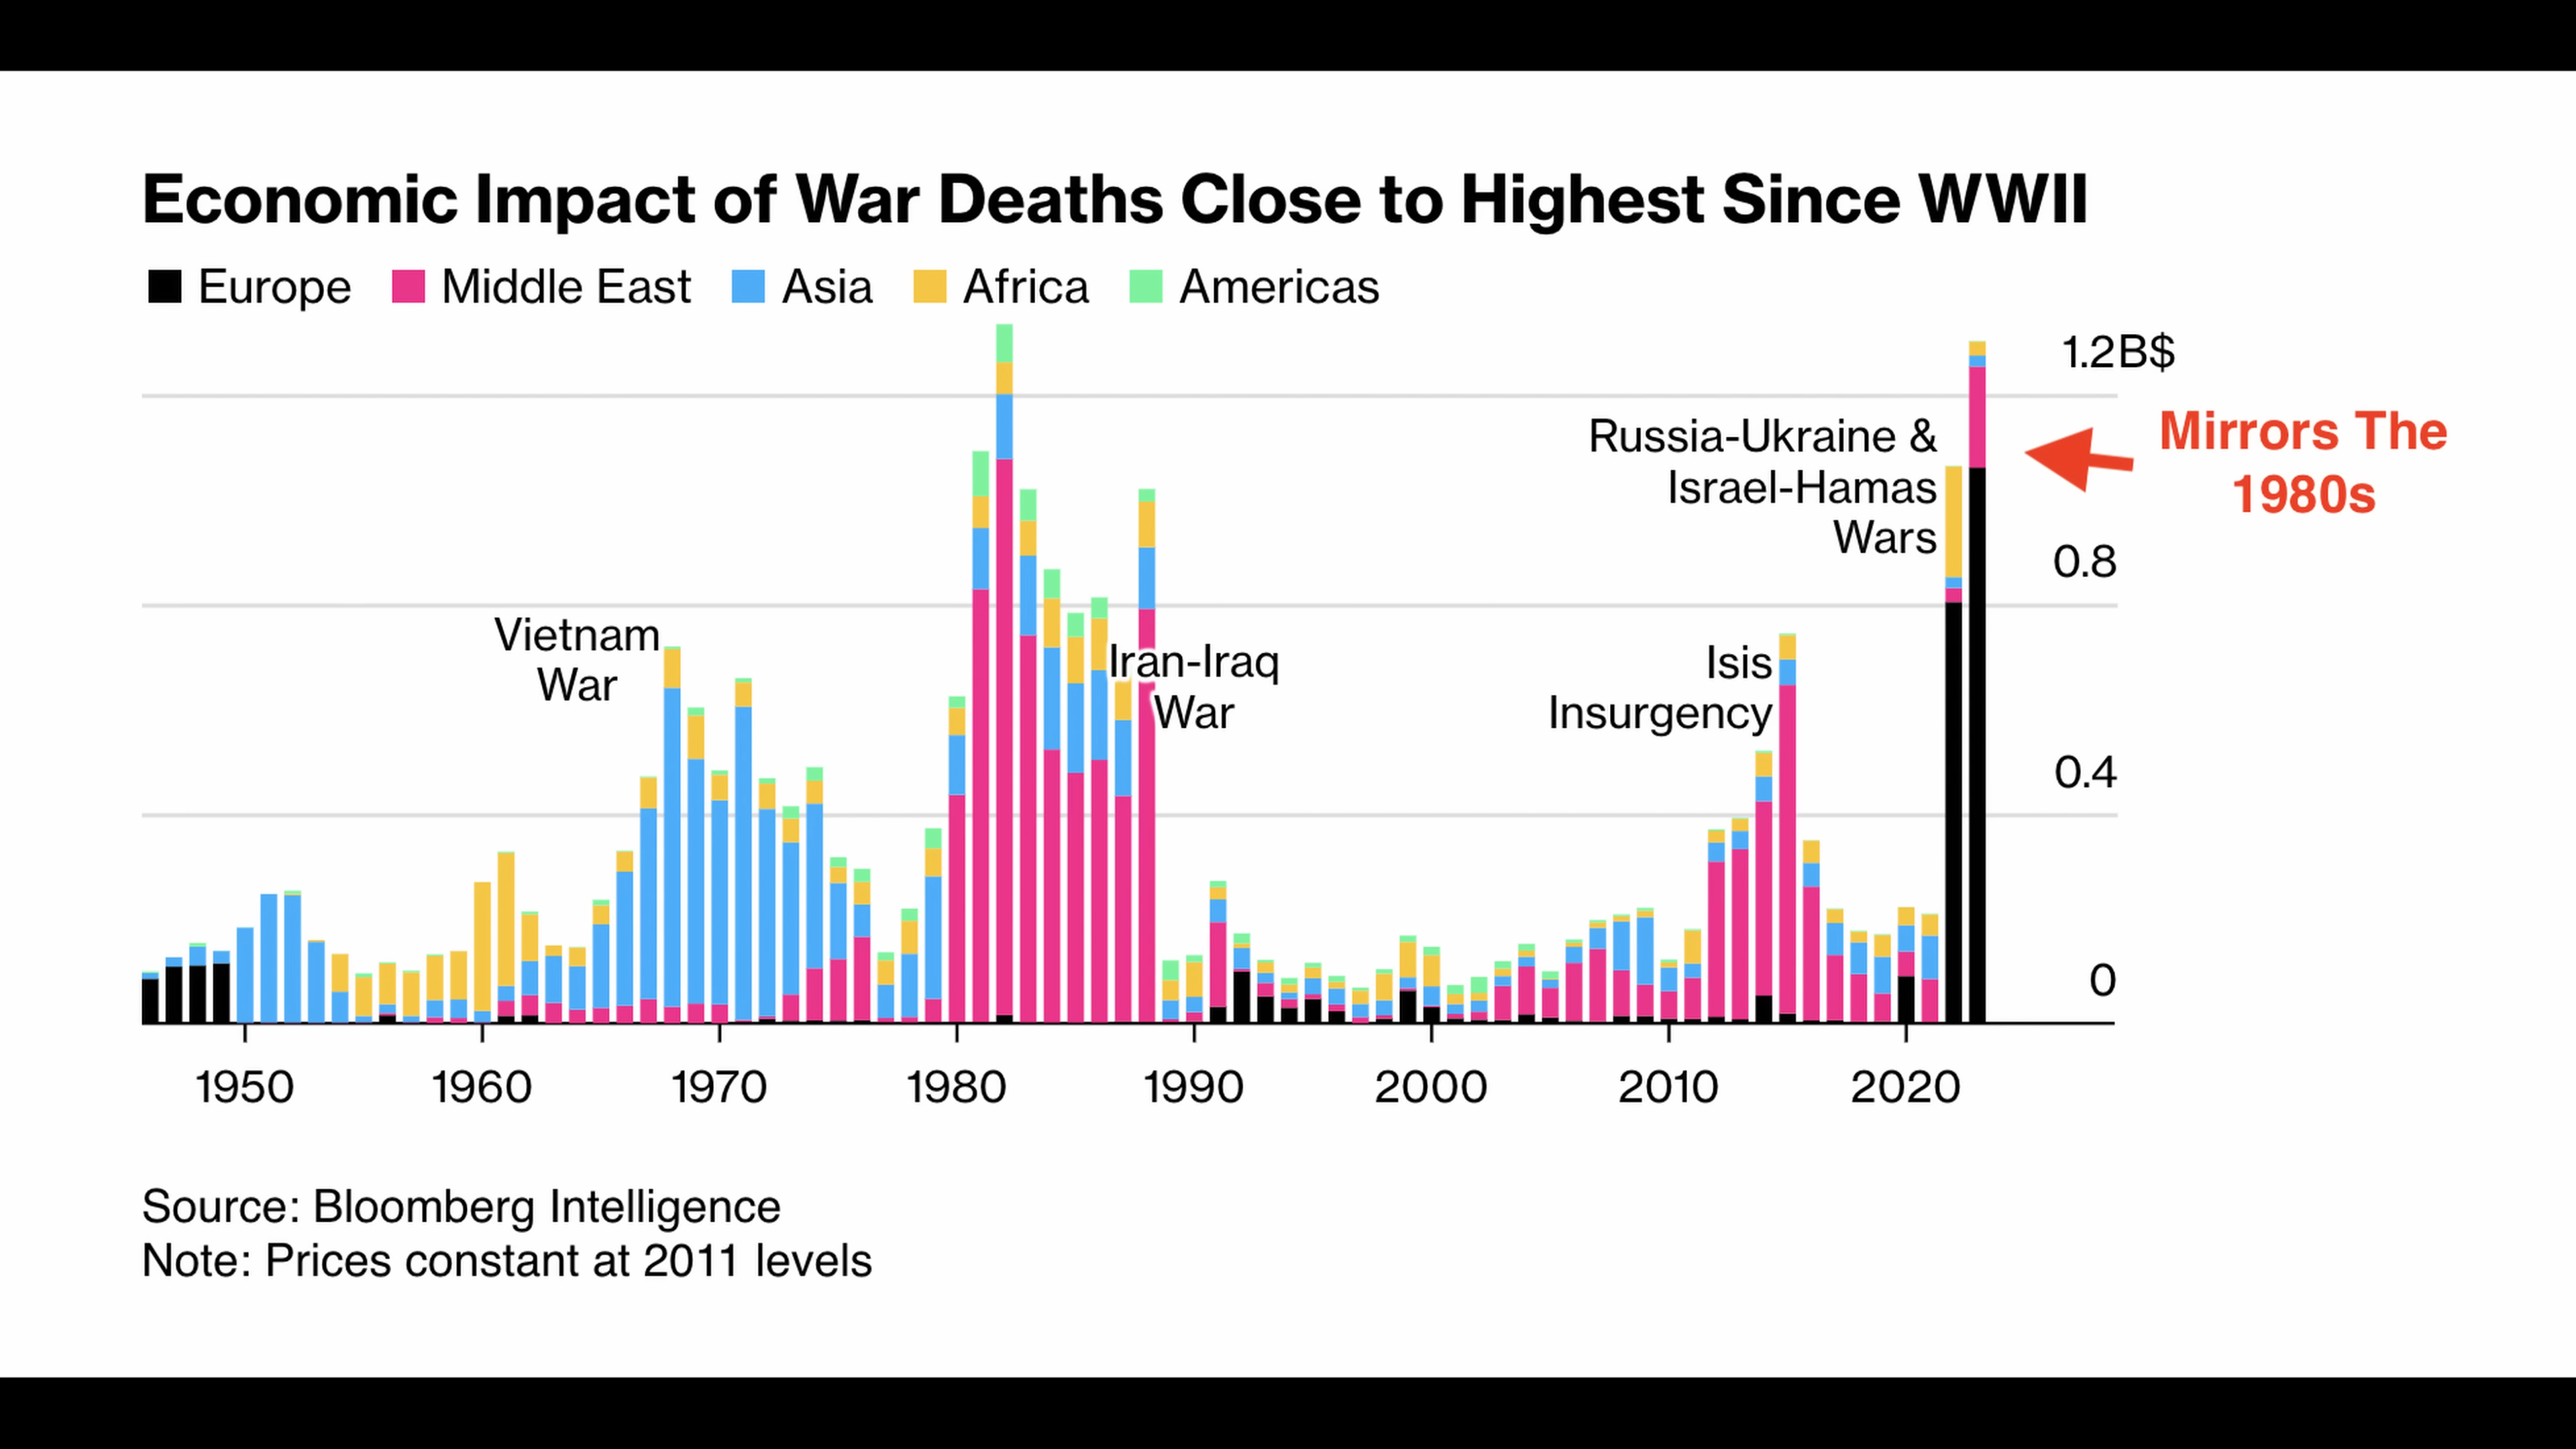 Economic Impact of War Deaths Close to Highest Since WWII
Europe Middle East Asia Africa Americas
1.2B$
Mirrors The
1980s
Russia-Ukraine &
Israel-Hamas
Wars
0.8
Vietnam
War
Iran-Iraq
War
Isis
Insurgency
0.4
0
1950 1960 1970 1980 1990 2000 2010 2020
Source: Bloomberg Intelligence
Note: Prices constant at 2011 levels